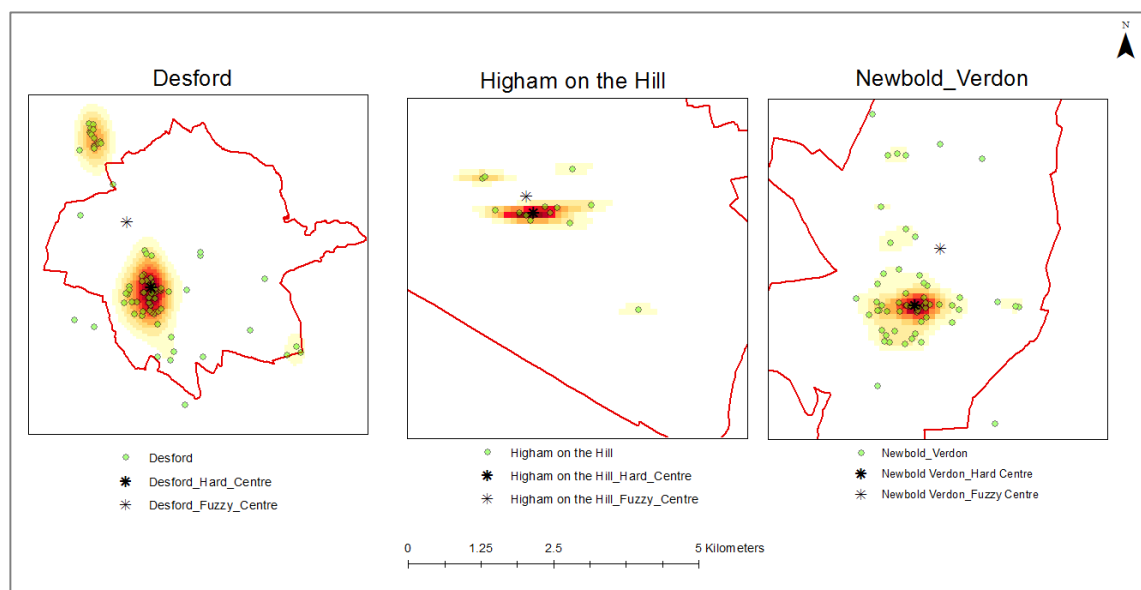 N
Desford
Higham on the Hill
Newbold_Verdon
Desford
Desford_Hard_Centre
Desford_Fuzzy_Centre
Higham on the Hill
Higham on the Hill_Hard_Centre
Higham on the Hill_Fuzzy_Centre
Newbold_Verdon
Newbold Verdon_Hard Centre
Newbold Verdon_Fuzzy Centre
0 1.25 2.5 5 Kilometers